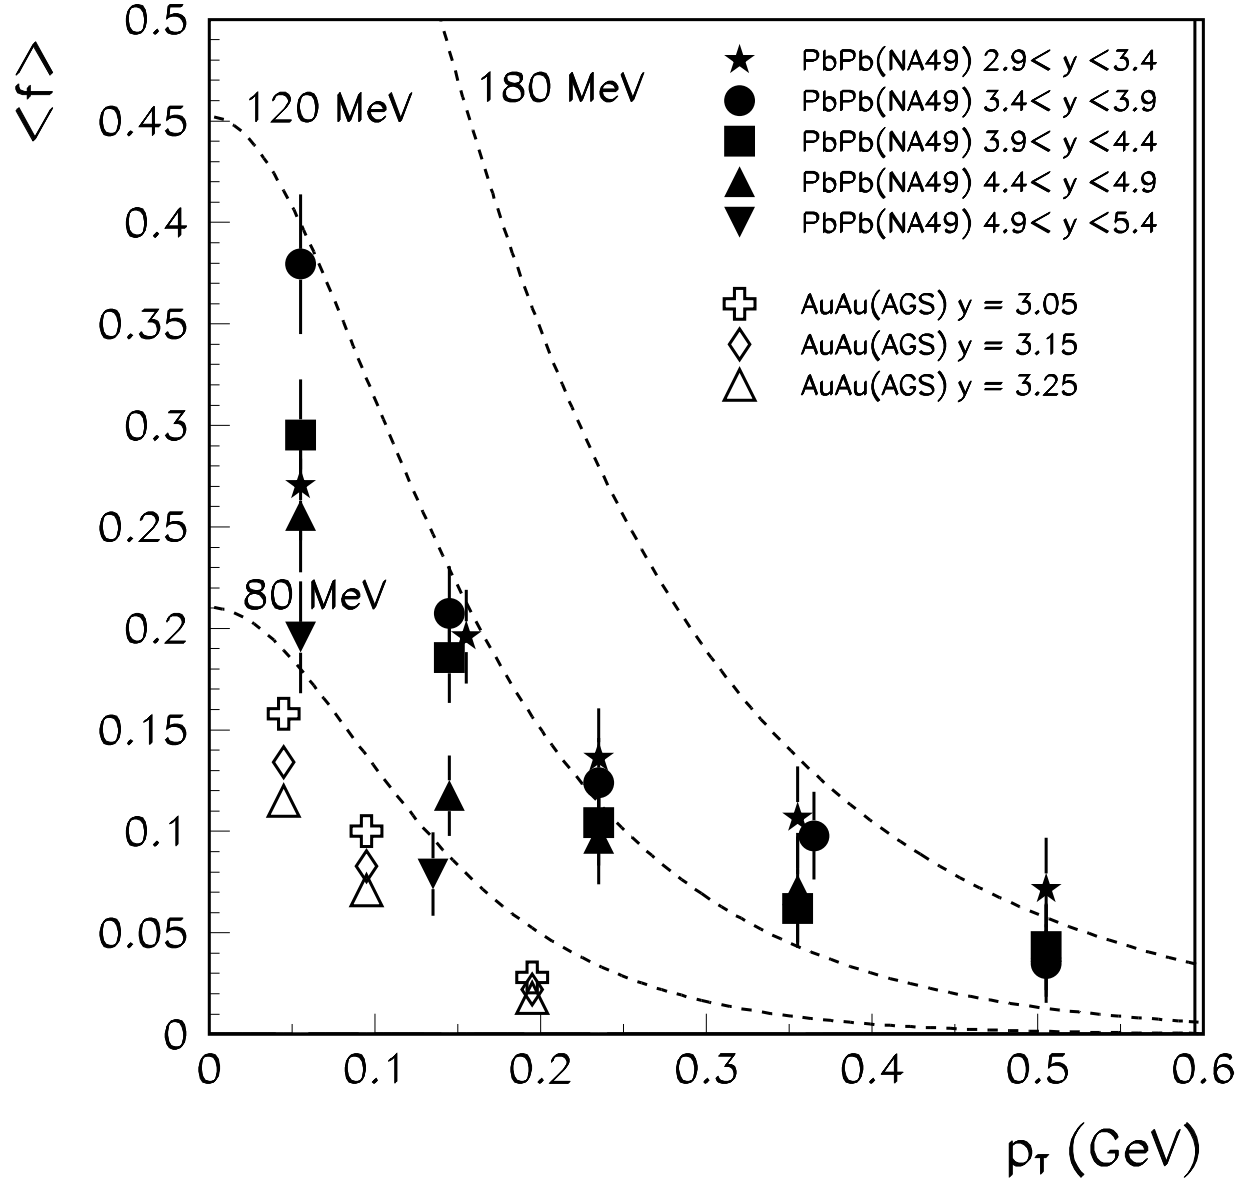 <f>
0.5
0.45
0.4
0.35
0.3
0.25
0.2
0.15
0.1
0.05
0
120 MeV
180 MeV
80 MeV
PbPb(NA49) 2.9< y <3.4
PbPb(NA49) 3.4< y <3.9
PbPb(NA49) 3.9< y <4.4
PbPb(NA49) 4.4< y <4.9
PbPb(NA49) 4.9< y <5.4
AuAu(AGS) y = 3.05
AuAu(AGS) y = 3.15
AuAu(AGS) y = 3.25
0 0.1 0.2 0.3 0.4 0.5 0.6
pT (GeV)